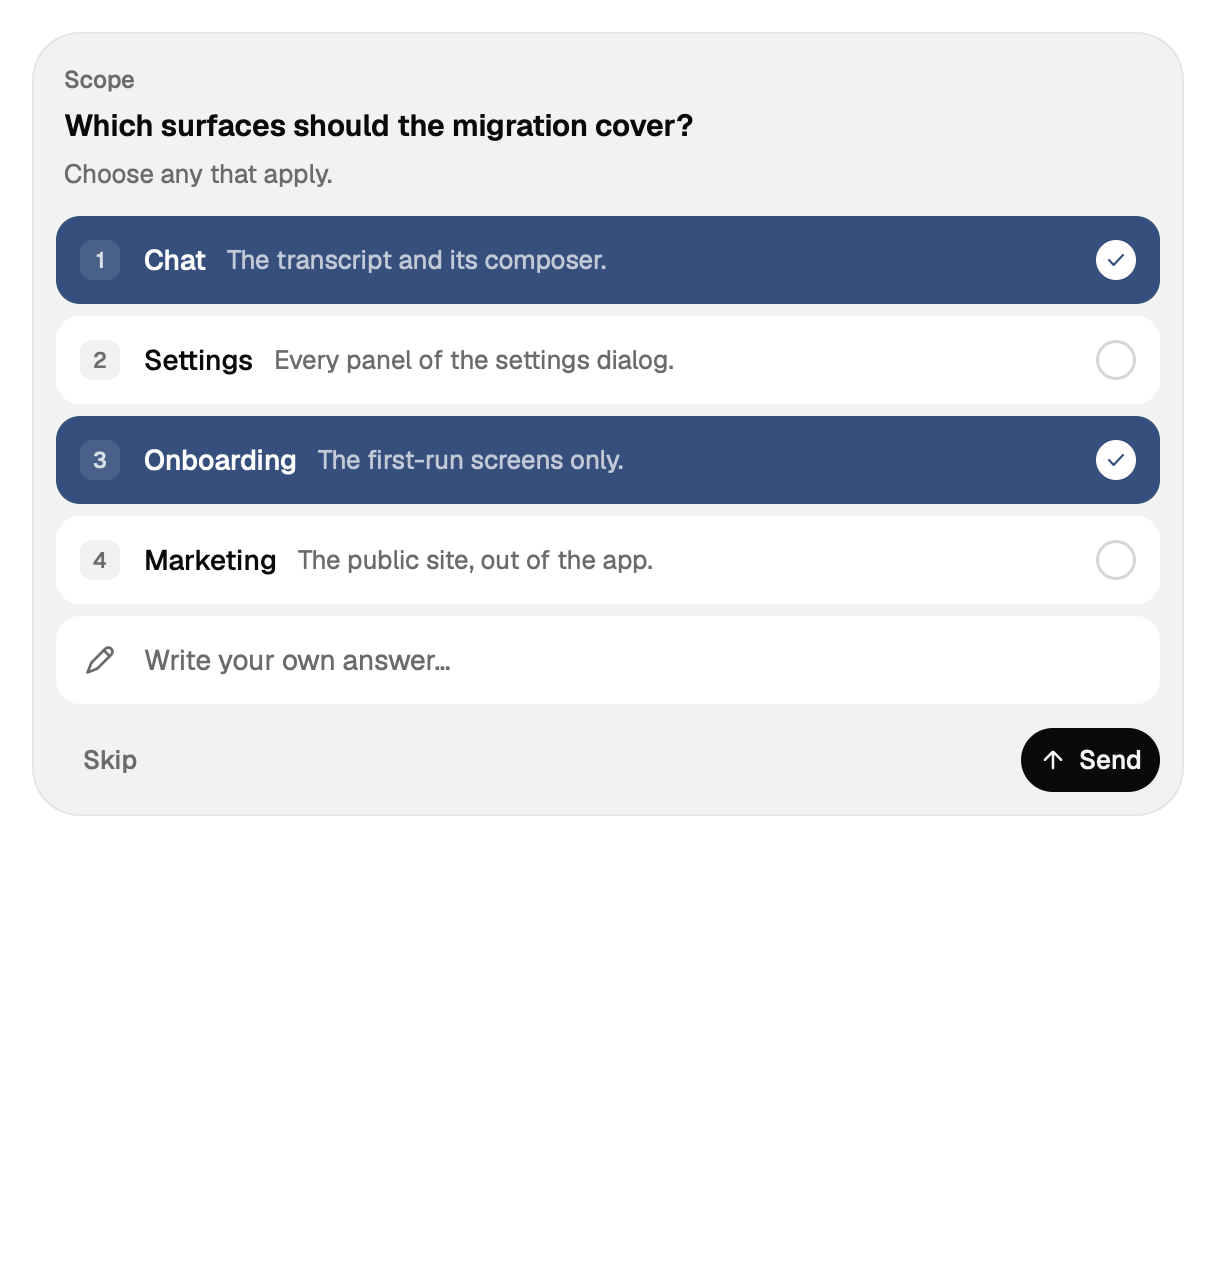 Scope
Which surfaces should the migration cover?
Choose any that apply.
1 Chat The transcript and its composer.
2 Settings Every panel of the settings dialog.
3 Onboarding The first-run screens only.
4 Marketing The public site, out of the app.
Write your own answer...
Skip Send